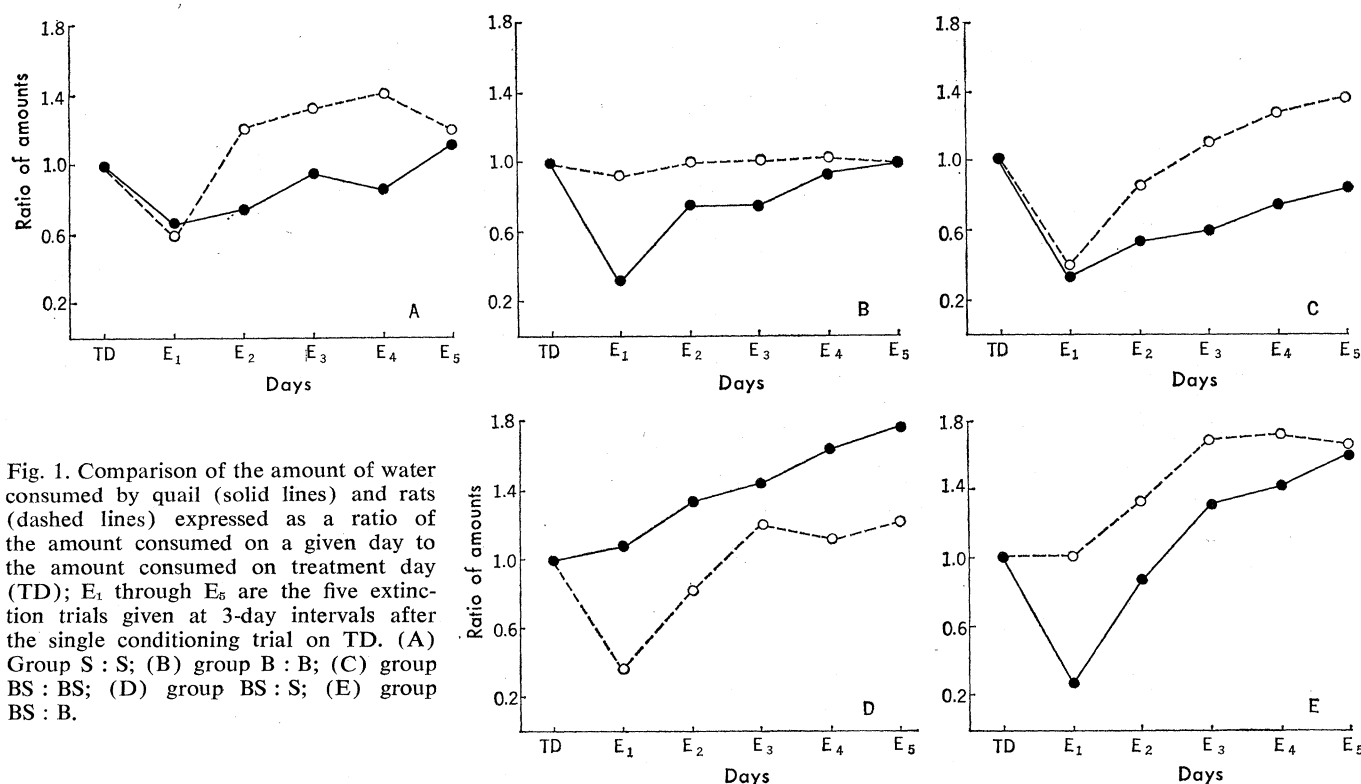 1.8
1.4
1.0
0.6
0.2
Ratio of amounts
A
TD E₁ E₂ E₃ E₄ E₅
Days
1.8
1.4
1.0
0.6
0.2
B
TD E₁ E₂ E₃ E₄ E₅
Days
1.8
1.4
1.0
0.6
0.2
C
TD E₁ E₂ E₃ E₄ E₅
Days
Fig. 1. Comparison of the amount of water
consumed by quail (solid lines) and rats
(dashed lines) expressed as a ratio of
the amount consumed on a given day to
the amount consumed on treatment day
(TD); E₁ through E₅ are the five extinc-
tion trials given at 3-day intervals after
the single conditioning trial on TD. (A)
Group S : S; (B) group B : B; (C) group
BS : BS; (D) group BS : S; (E) group
BS : B.
1.8
1.4
1.0
0.6
0.2
Ratio of amounts
D
TD E₁ E₂ E₃ E₄ E₅
Days
1.8
1.4
1.0
0.6
0.2
E
TD E₁ E₂ E₃ E₄ E₅
Days